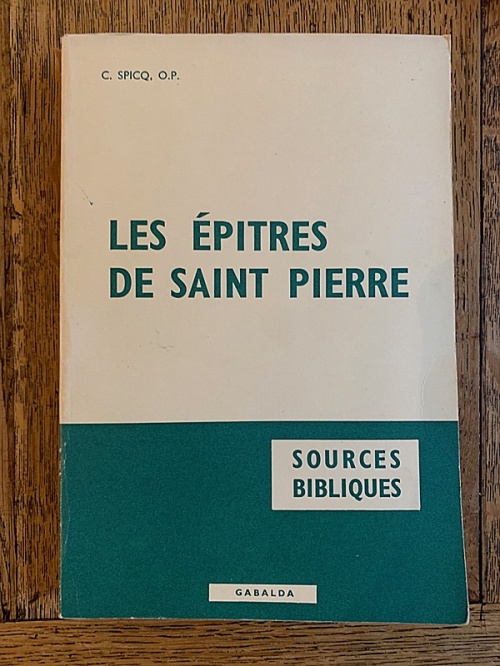 C. SPICQ, O.P.
LES ÉPITRES
DE SAINT PIERRE
SOURCES
BIBLIQUES
GABALDA